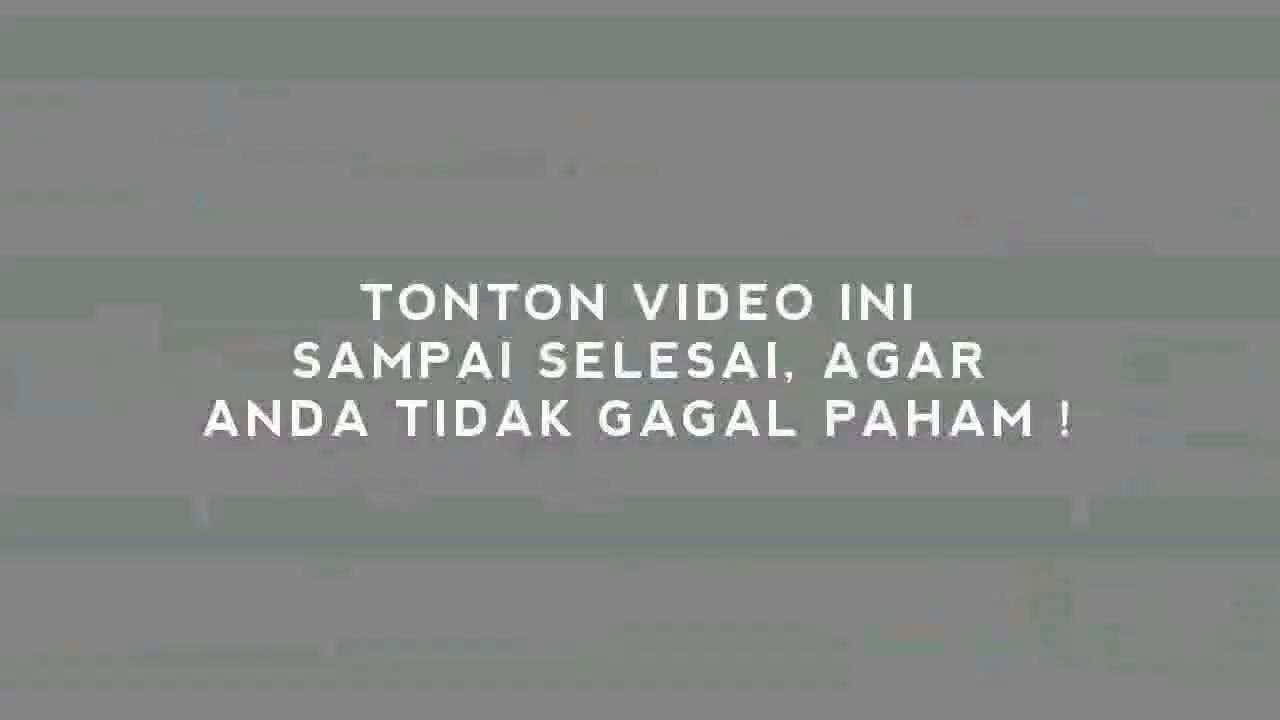 TONTON VIDEO INI
SAMPAI SELESAI, AGAR
ANDA TIDAK GAGAL PAHAM !